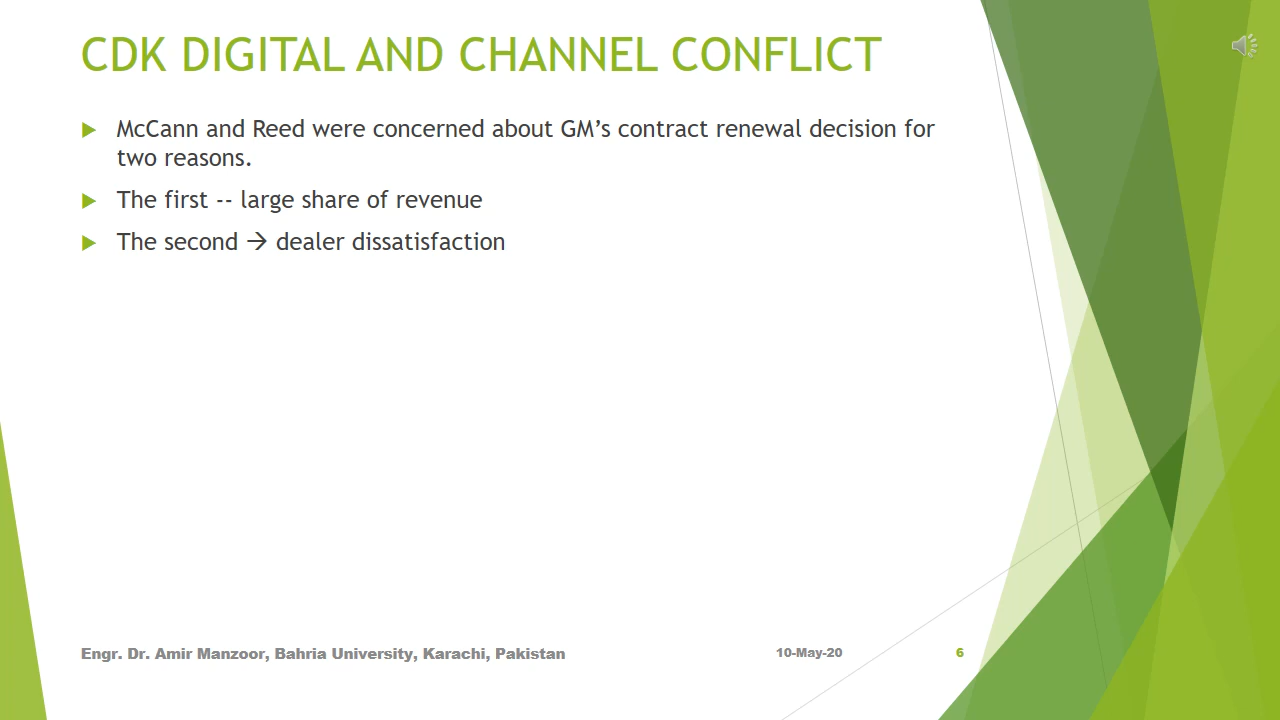 CDK DIGITAL AND CHANNEL CONFLICT
McCann and Reed were concerned about GM’s contract renewal decision for
two reasons.
The first -- large share of revenue
The second → dealer dissatisfaction
Engr. Dr. Amir Manzoor, Bahria University, Karachi, Pakistan
10-May-20
6